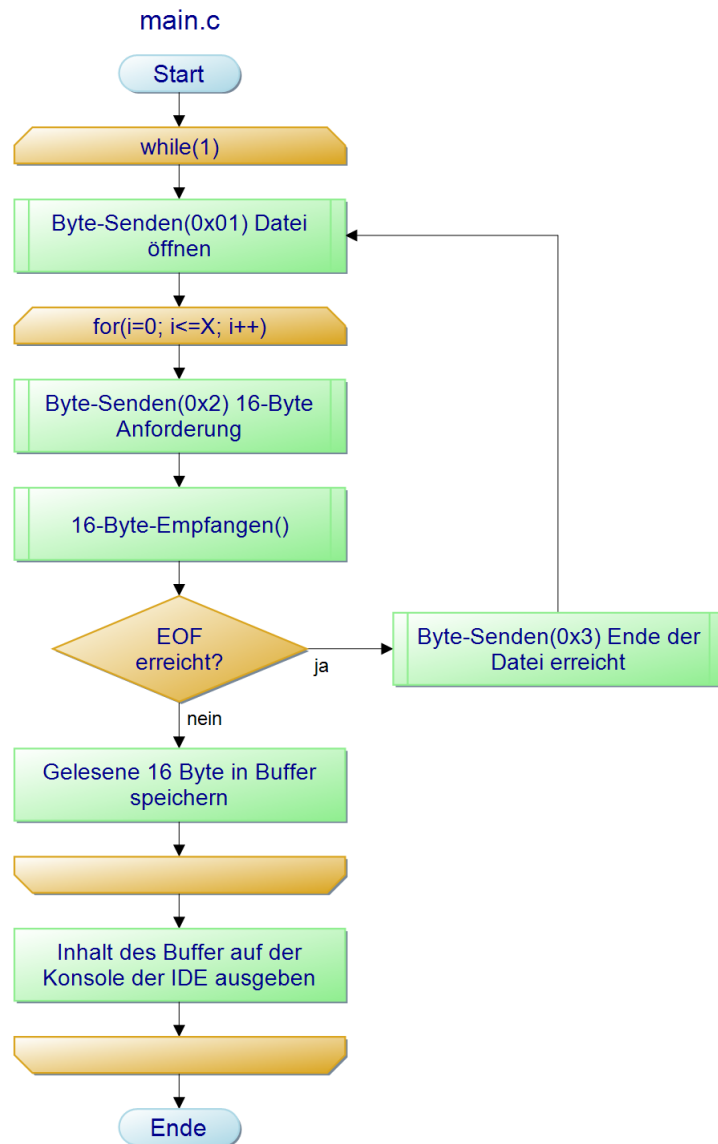 main.c
Start
while(1)
Byte-Senden(0x01) Datei
öffnen
for(i=0; i<=X; i++)
Byte-Senden(0x2) 16-Byte
Anforderung
16-Byte-Empfangen()
EOF
erreicht?
ja
Byte-Senden(0x3) Ende der
Datei erreicht
nein
Gelesene 16 Byte in Buffer
speichern
Inhalt des Buffer auf der
Konsole der IDE ausgeben
Ende